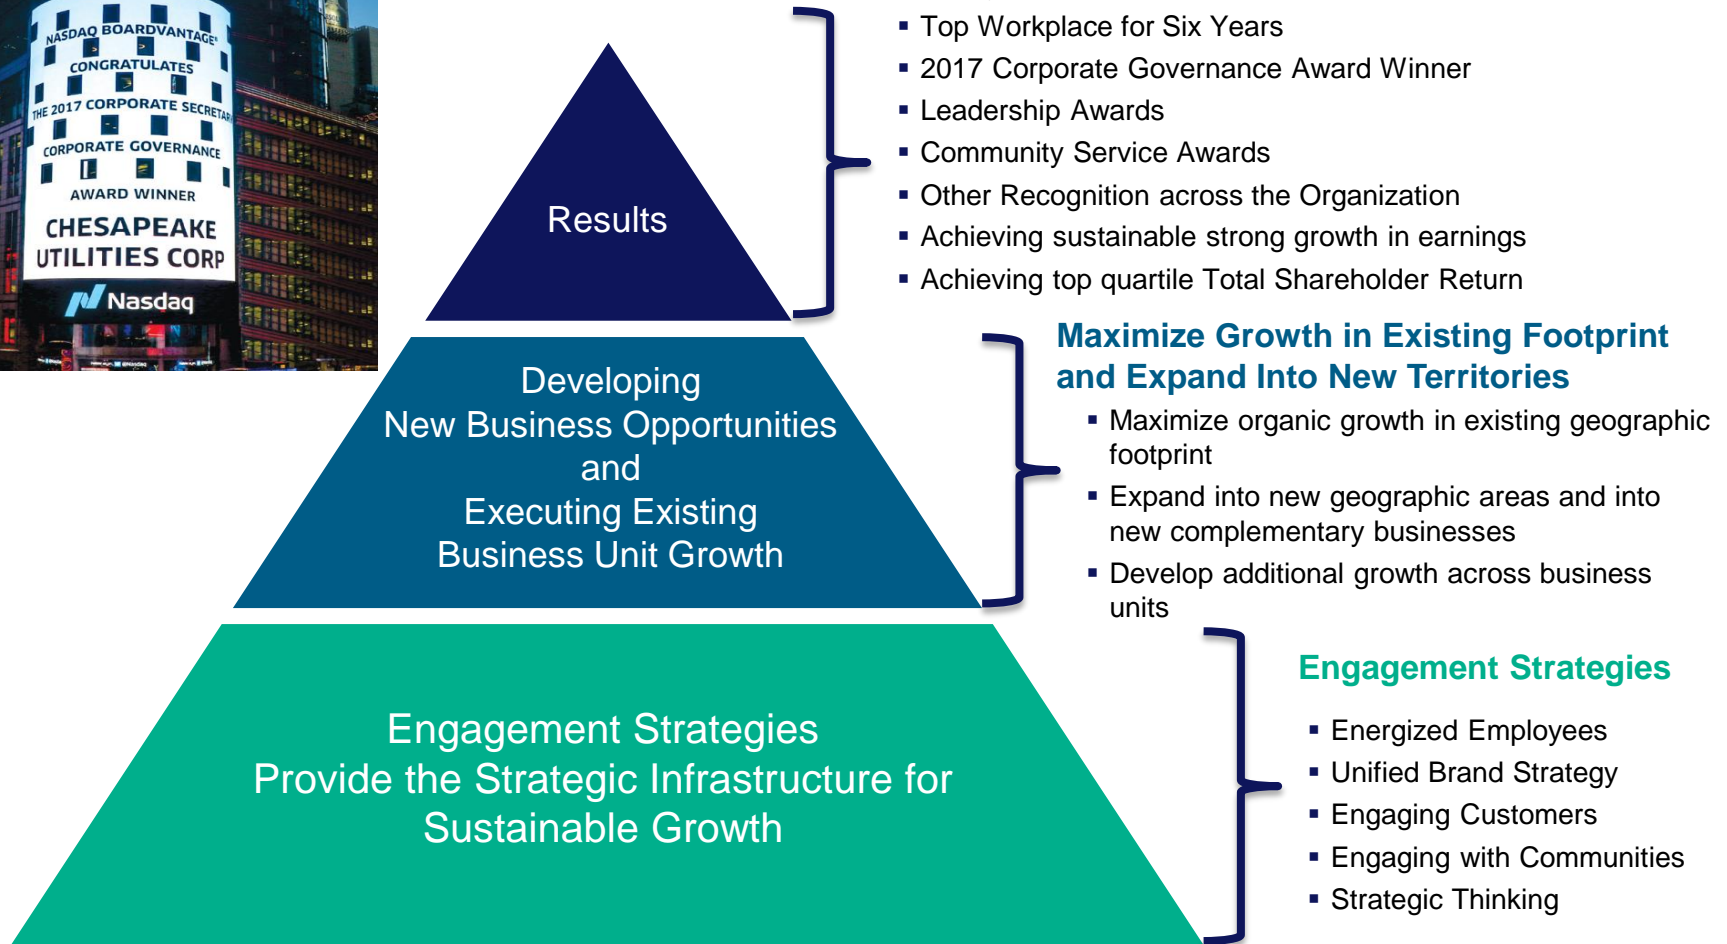 NASDAQ BOARDVANTAGE®
CONGRATULATES
THE 2017 CORPORATE SECRETARY
CORPORATE GOVERNANCE
AWARD WINNER
CHESAPEAKE
UTILITIES CORP
Nasdaq
Results
▪ Top Workplace for Six Years
▪ 2017 Corporate Governance Award Winner
▪ Leadership Awards
▪ Community Service Awards
▪ Other Recognition across the Organization
▪ Achieving sustainable strong growth in earnings
▪ Achieving top quartile Total Shareholder Return
Developing
New Business Opportunities
and
Executing Existing
Business Unit Growth
Maximize Growth in Existing Footprint
and Expand Into New Territories
▪ Maximize organic growth in existing geographic
footprint
▪ Expand into new geographic areas and into
new complementary businesses
▪ Develop additional growth across business
units
Engagement Strategies
Provide the Strategic Infrastructure for
Sustainable Growth
Engagement Strategies
▪ Energized Employees
▪ Unified Brand Strategy
▪ Engaging Customers
▪ Engaging with Communities
▪ Strategic Thinking